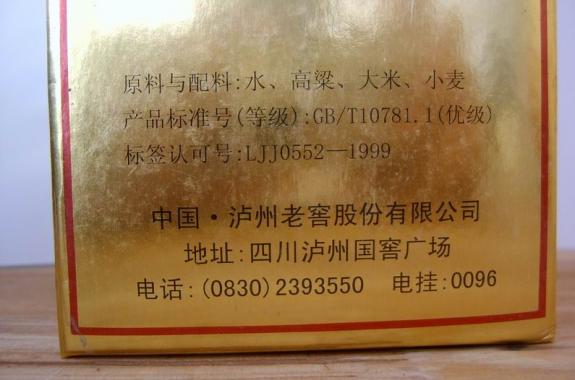 原料与配料:水、高粱、大米、小麦
产品标准号(等级):GB/T10781.1(优级)
标签认可号:LJJ0552—1999
中国·泸州老窖股份有限公司
地址:四川泸州国窖广场
电话:(0830)2393550 电挂:0096